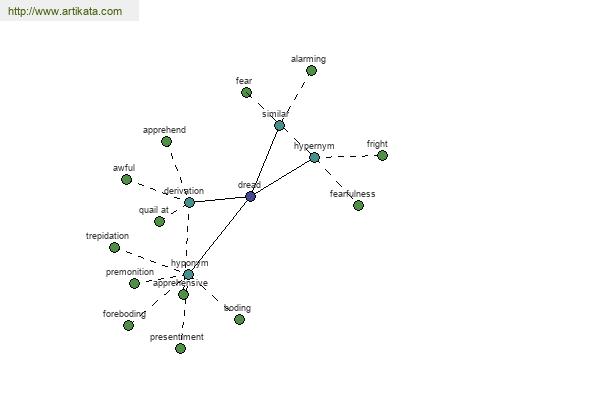 http://www.artikata.com
alarming
fear
similar
apprehend
hypernym
fright
awful
derivation
dread
fearfulness
quail at
trepidation
hyponym
premonition
apprehensive
foreboding
boding
presentiment